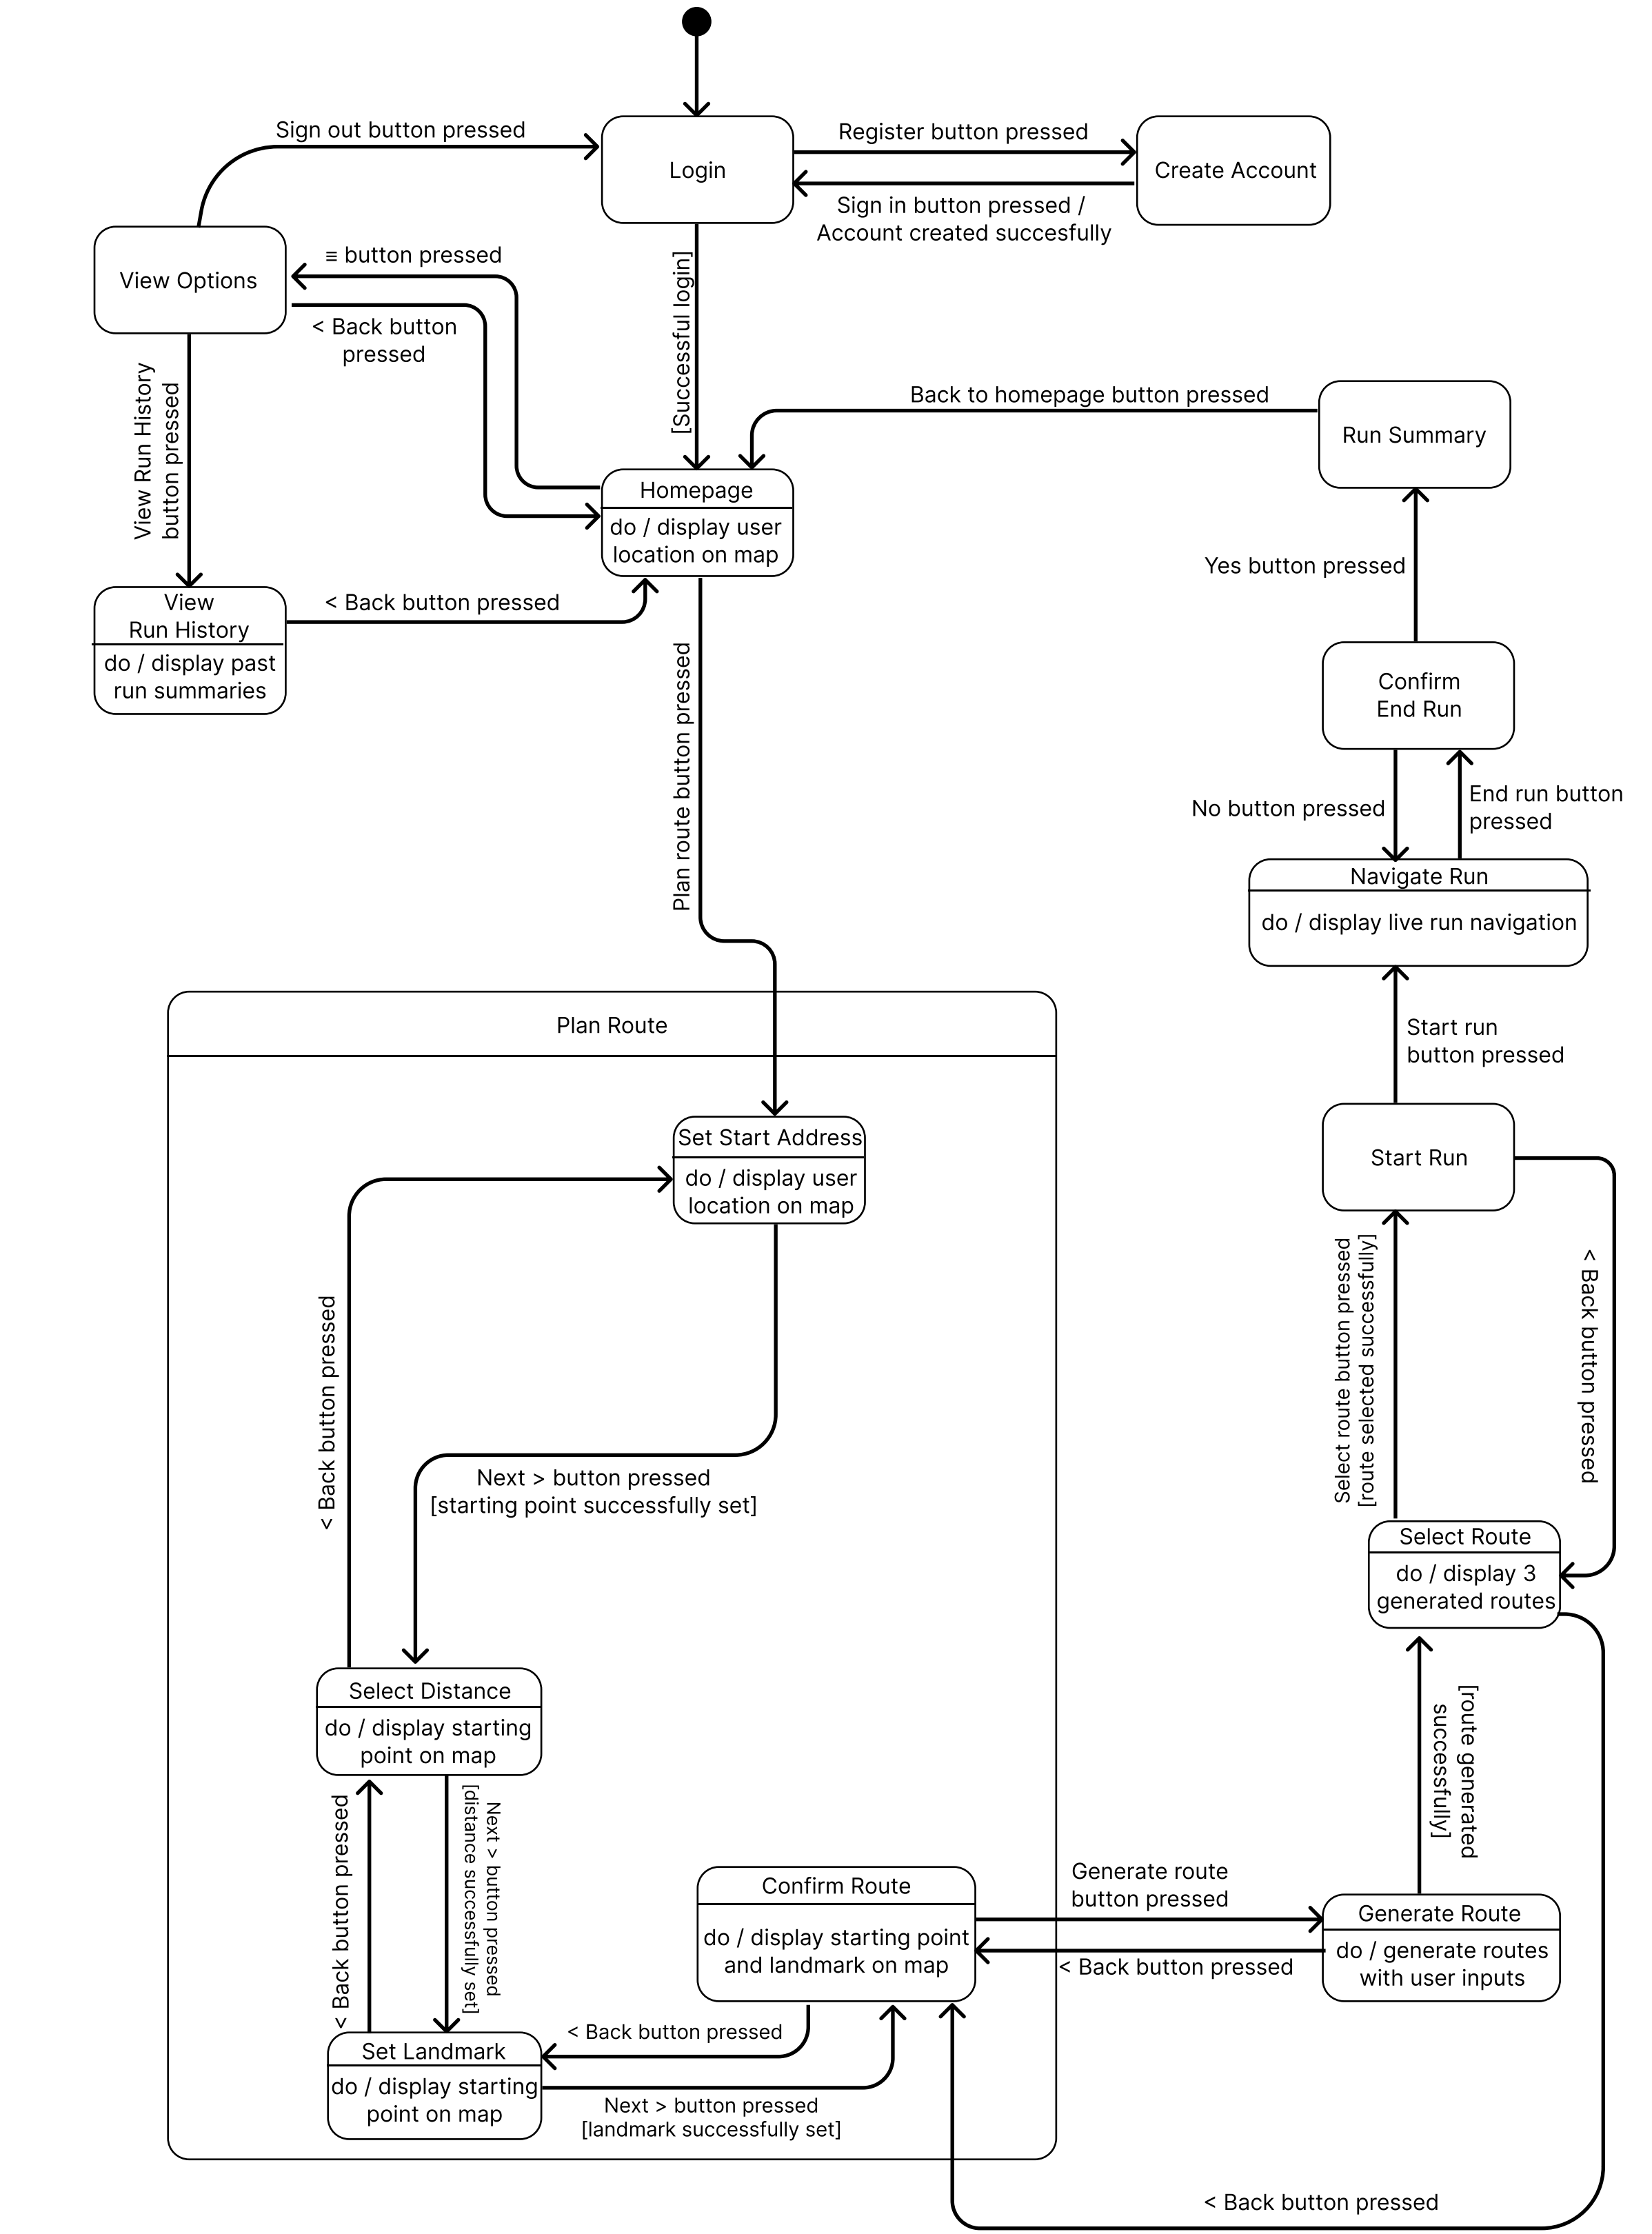 Sign out button pressed
Login
Register button pressed
Create Account
Sign in button pressed /
Account created succesfully
View Options
≡ button pressed
< Back button
pressed
[Successful login]
View Run History
button pressed
Back to homepage button pressed
Run Summary
Homepage
do / display user
location on map
Yes button pressed
View
Run History
do / display past
run summaries
< Back button pressed
Plan route button pressed
Confirm
End Run
No button pressed
End run button
pressed
Navigate Run
do / display live run navigation
Plan Route
Start run
button pressed
Set Start Address
do / display user
location on map
Start Run
< Back button pressed
Select route button pressed
[route selected successfully]
< Back button pressed
Next > button pressed
[starting point successfully set]
Select Route
do / display 3
generated routes
Select Distance
do / display starting
point on map
[route generated
successfully]
< Back button pressed
Next > button pressed
[distance successfully set]
Confirm Route
do / display starting point
and landmark on map
Generate route
button pressed
Generate Route
do / generate routes
with user inputs
< Back button pressed
< Back button pressed
Set Landmark
do / display starting
point on map
Next > button pressed
[landmark successfully set]
< Back button pressed